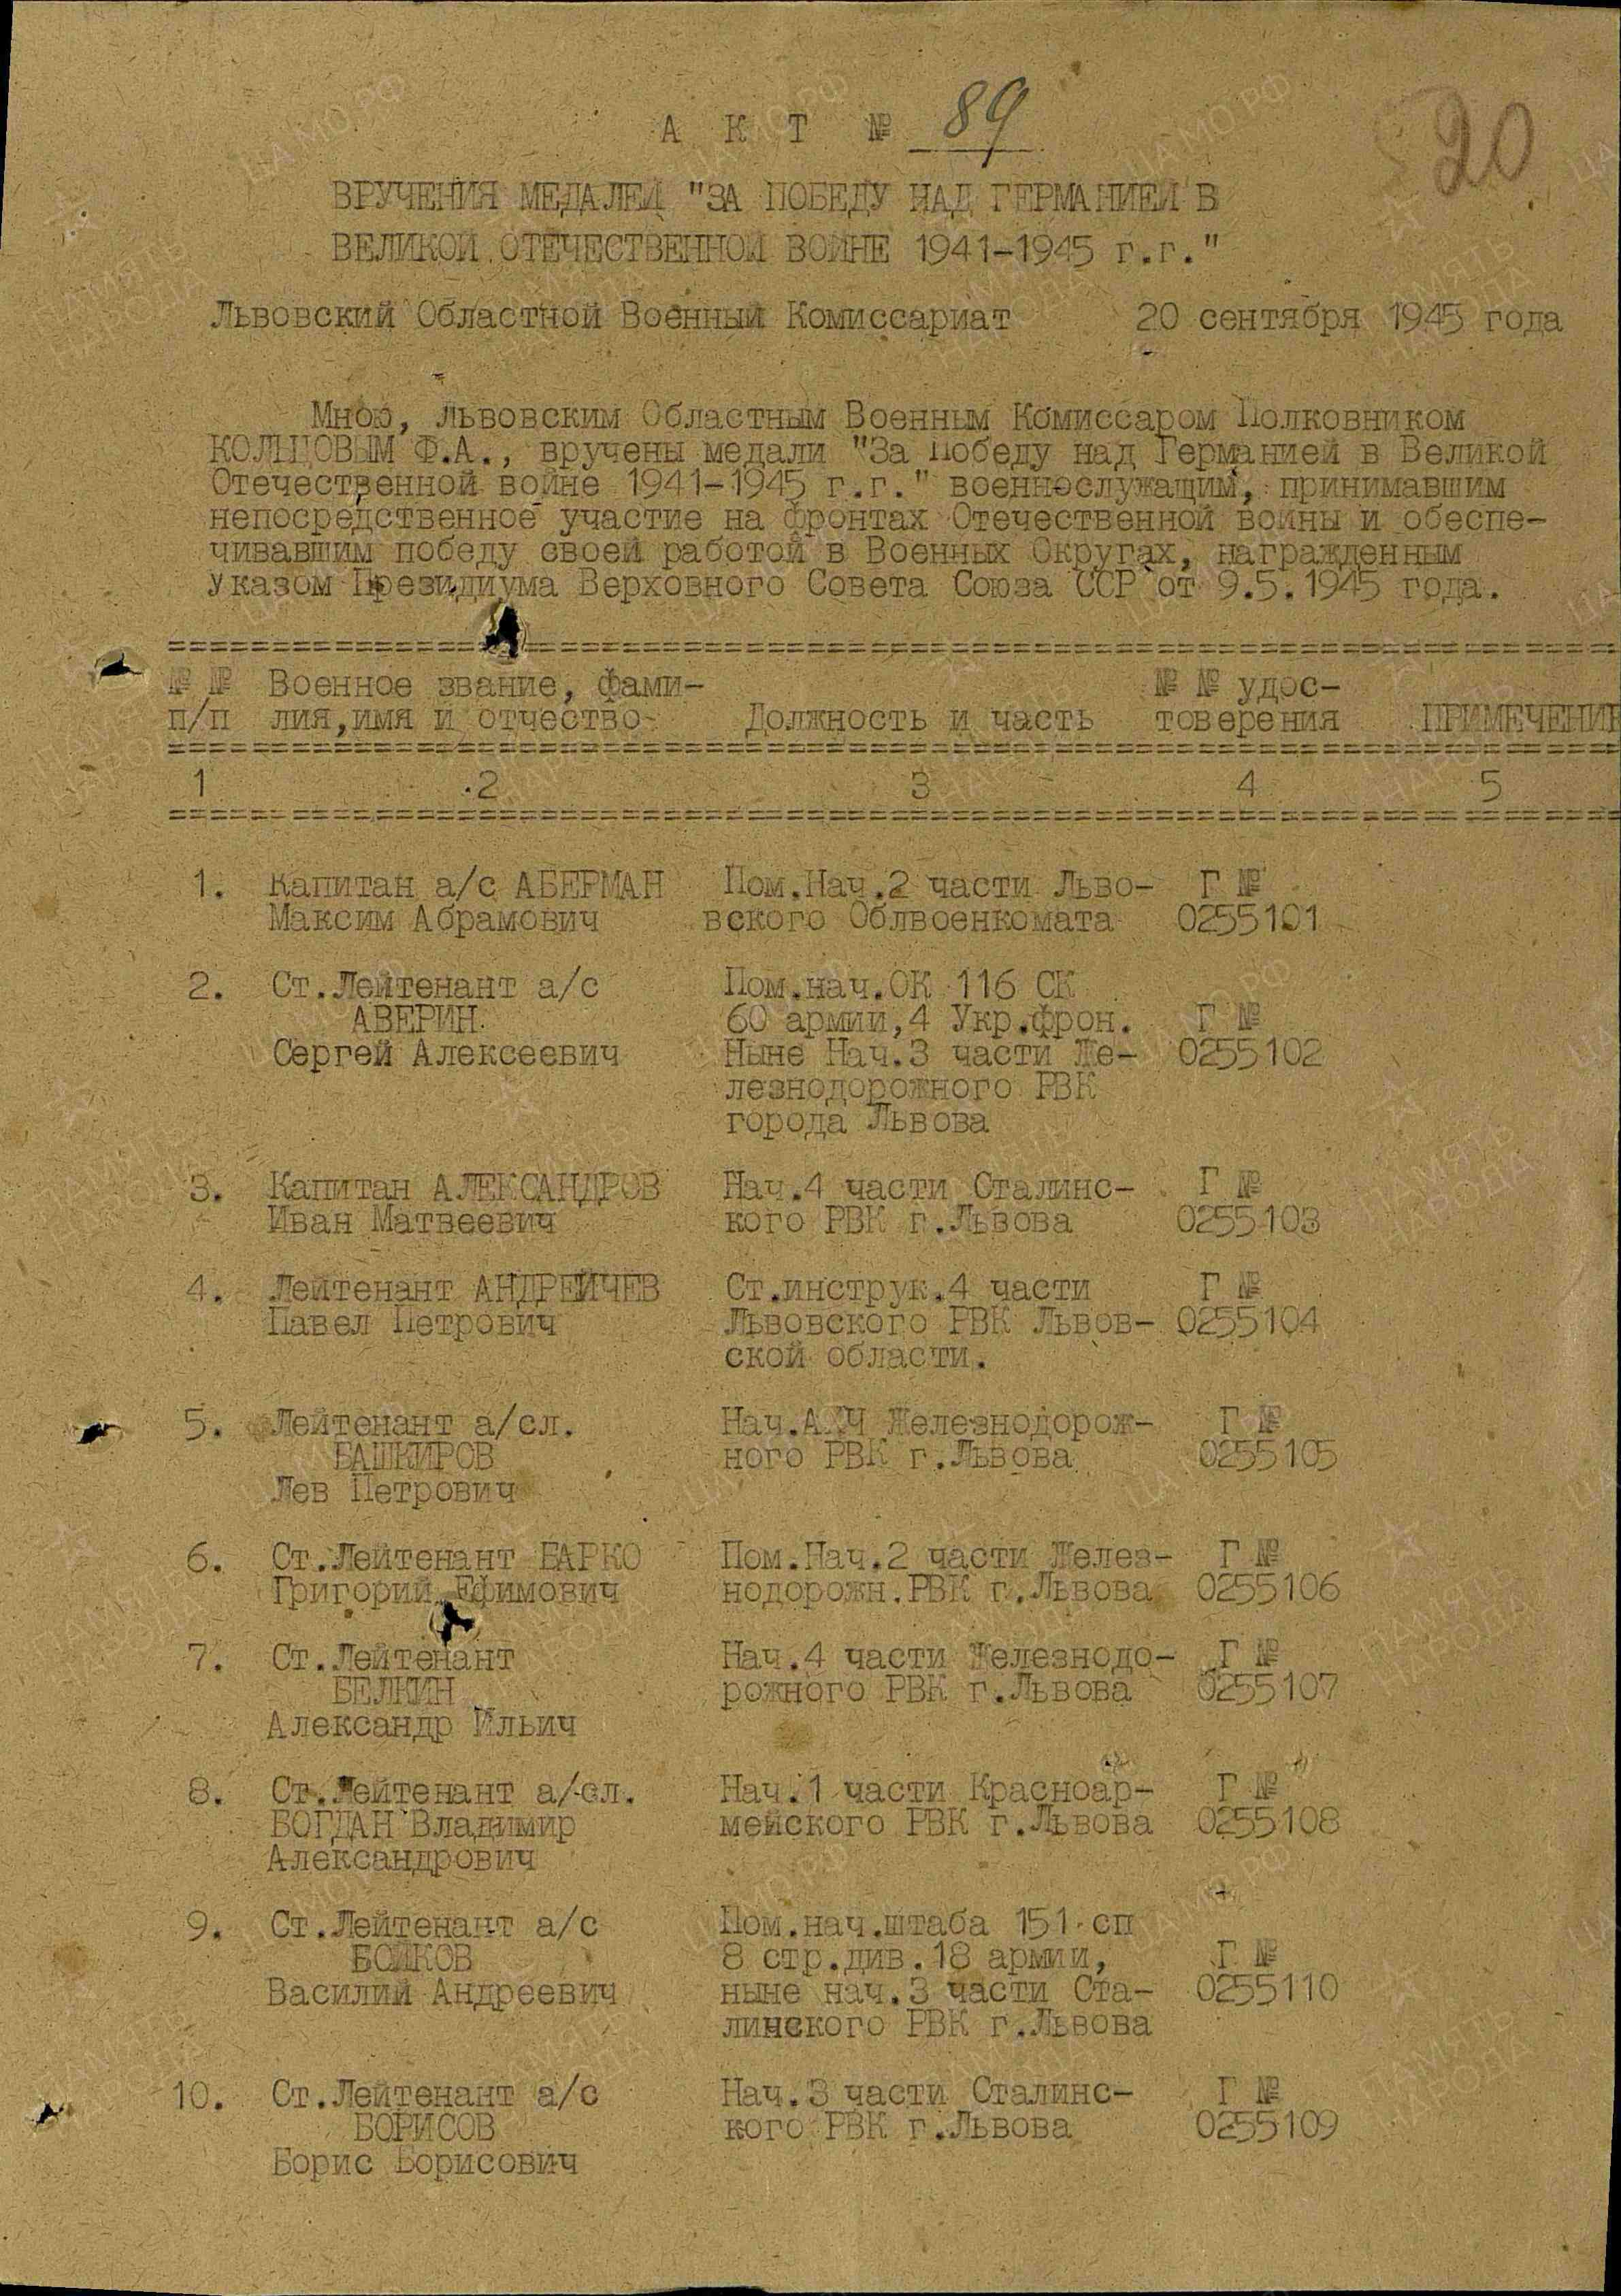 20
А К Т № 89
ВРУЧЕНИЯ МЕДАЛЕЙ "ЗА ПОБЕДУ НАД ГЕРМАНИЕЙ В
ВЕЛИКОЙ ОТЕЧЕСТВЕННОЙ ВОЙНЕ 1941-1945 г.г."
Львовский Областной Военный Комиссариат 20 сентября 1945 года
Мною, Львовским Областным Военным Комиссаром Полковником
КОЛЦОВЫМ Ф.А., вручены медали "За Победу над Германией в Великой
Отечественной войне 1941-1945 г.г." военнослужащим, принимавшим
непосредственное участие на фронтах Отечественной войны и обеспе-
чивавшим победу своей работой в Военных Округах, награжденным
Указом Президиума Верховного Совета Союза ССР от 9.5.1945 года.
№ № Военное звание, фами- № № удос-
п/п лия,имя и отчество Должность и часть товерения ПРИМЕЧЕНИЕ
1 2 3 4 5
1. Капитан а/с АБЕРМАН Пом.Нач.2 части Льво- Г №
Максим Абрамович вского Облвоенкомата 0255101
2. Ст.Лейтенант а/с Пом.нач.ОК 116 СК
АВЕРИН 60 армии,4 Укр.фрон. Г №
Сергей Алексеевич Ныне Нач.3 части Же- 0255102
лезнодорожного РВК
города Львова
3. Капитан АЛЕКСАНДРОВ Нач.4 части Сталинс- Г №
Иван Матвеевич кого РВК г.Львова 0255103
4. Лейтенант АНДРЕЙЧЕВ Ст.инструк.4 части Г №
Павел Петрович Львовского РВК Львов- 0255104
ской области.
5. Лейтенант а/сл. Нач.АХЧ Железнодорож- Г №
БАШКИРОВ ного РВК г.Львова 0255105
Лев Петрович
6. Ст.Лейтенант БАРКО Пом.Нач.2 части Желез- Г №
Григорий Ефимович нодорожн.РВК г.Львова 0255106
7. Ст.Лейтенант Нач.4 части Железнодо- Г №
БЕЛКИН рожного РВК г.Львова 0255107
Александр Ильич
8. Ст.Лейтенант а/сл. Нач.1 части Красноар- Г №
БОГДАН Владимир мейского РВК г.Львова 0255108
Александрович
9. Ст.Лейтенант а/с Пом.нач.штаба 151 сп
БОЙКОВ 8 стр.див.18 армии, Г №
Василий Андреевич ныне нач.3 части Ста- 0255110
линского РВК г.Львова
10. Ст.Лейтенант а/с Нач.3 части Сталинс- Г №
БОРИСОВ кого РВК г.Львова 0255109
Борис Борисович